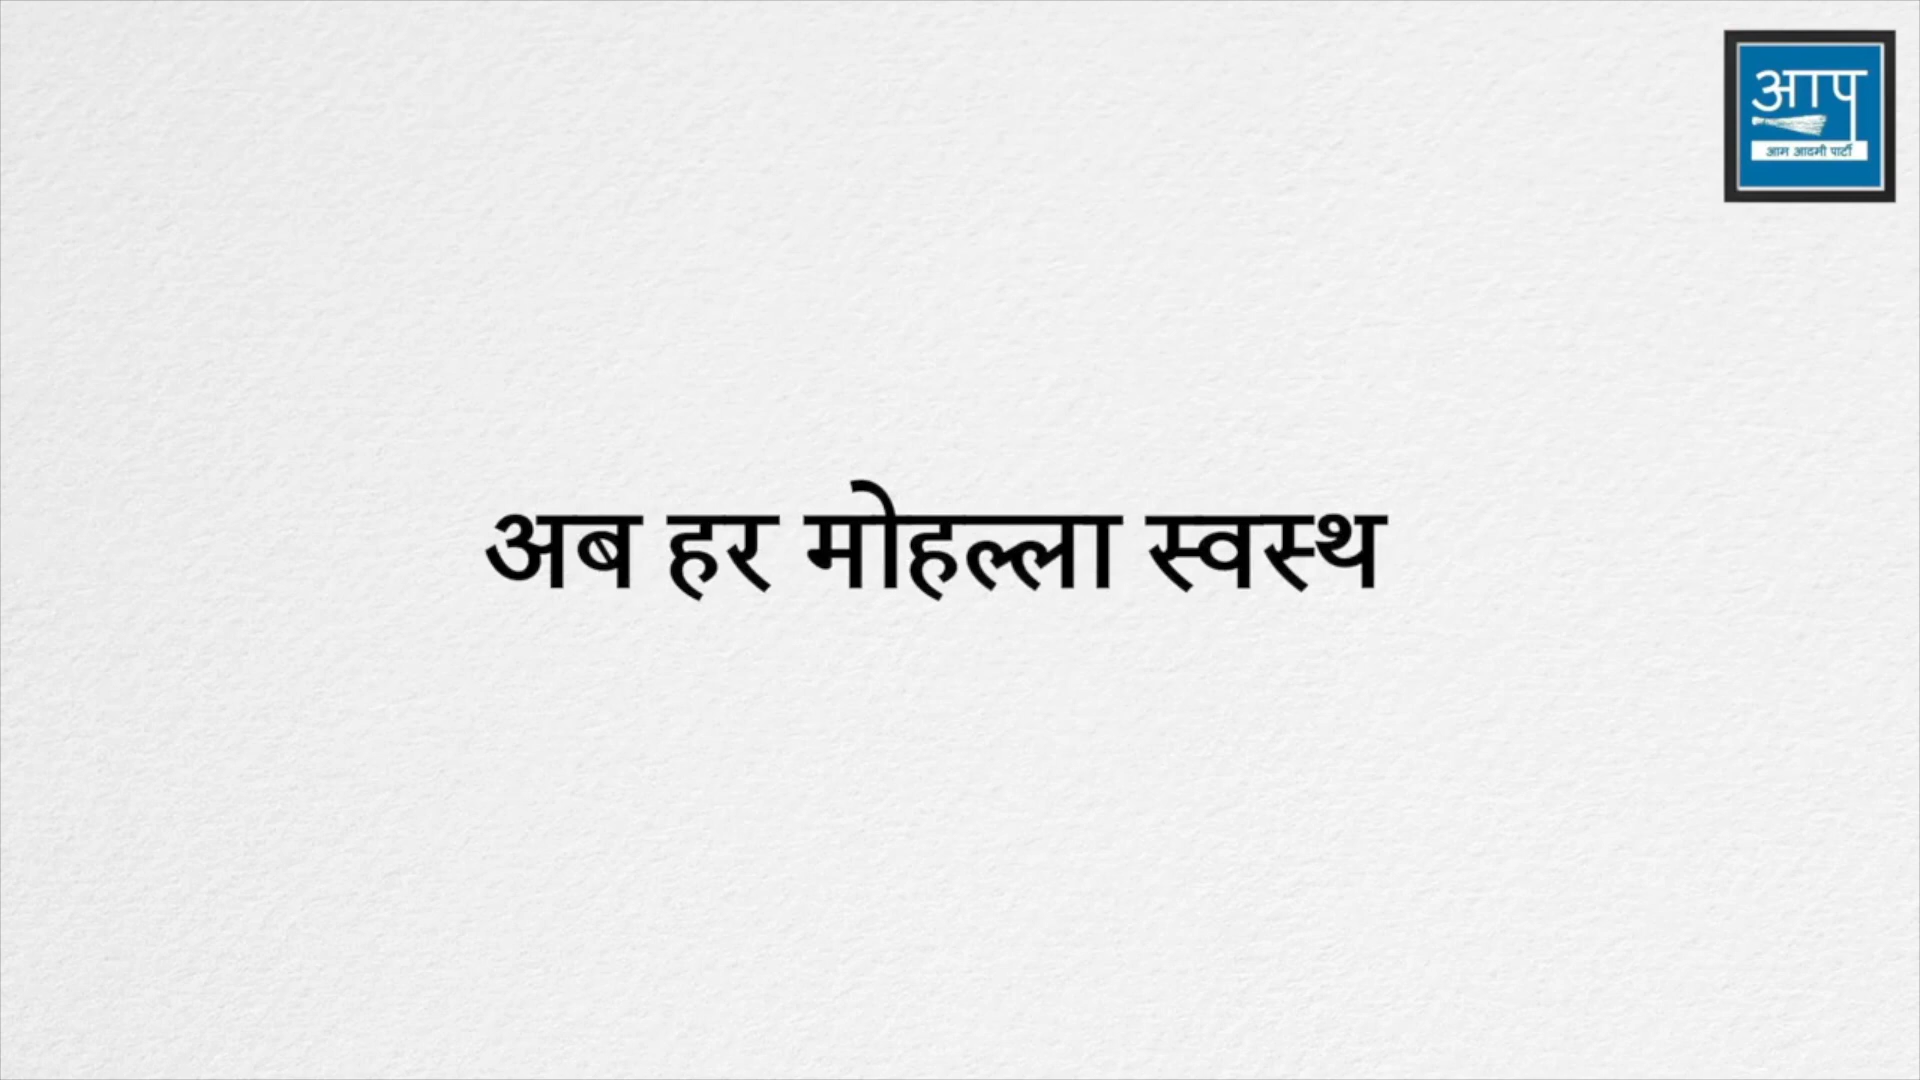 आप
आम आदमी पार्टी
अब हर मोहल्ला स्वस्थ